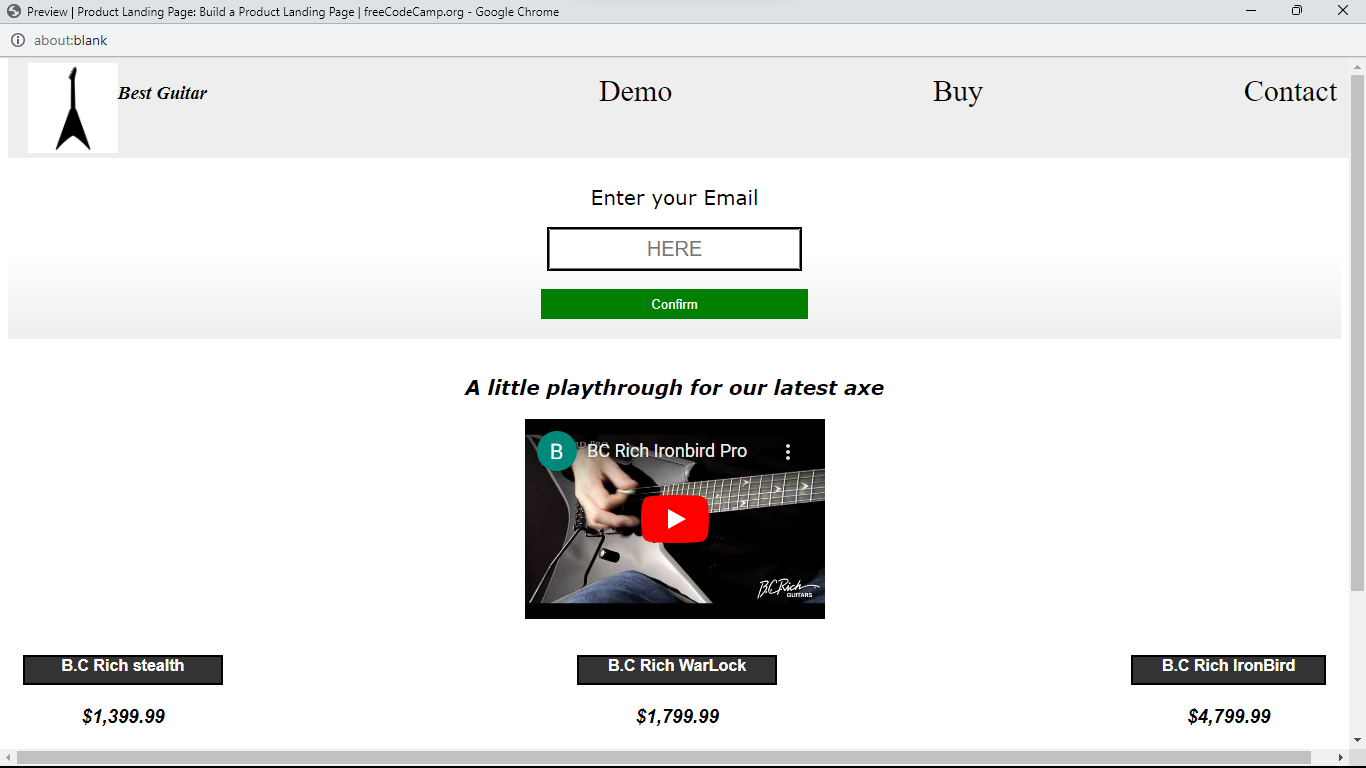 Preview | Product Landing Page: Build a Product Landing Page | freeCodeCamp.org - Google Chrome
about:blank
Best Guitar
Demo
Buy
Contact
Enter your Email
HERE
Confirm
A little playthrough for our latest axe
B
BC Rich Ironbird Pro
B.C. Rich
GUITARS
B.C Rich stealth
B.C Rich WarLock
B.C Rich IronBird
$1,399.99
$1,799.99
$4,799.99